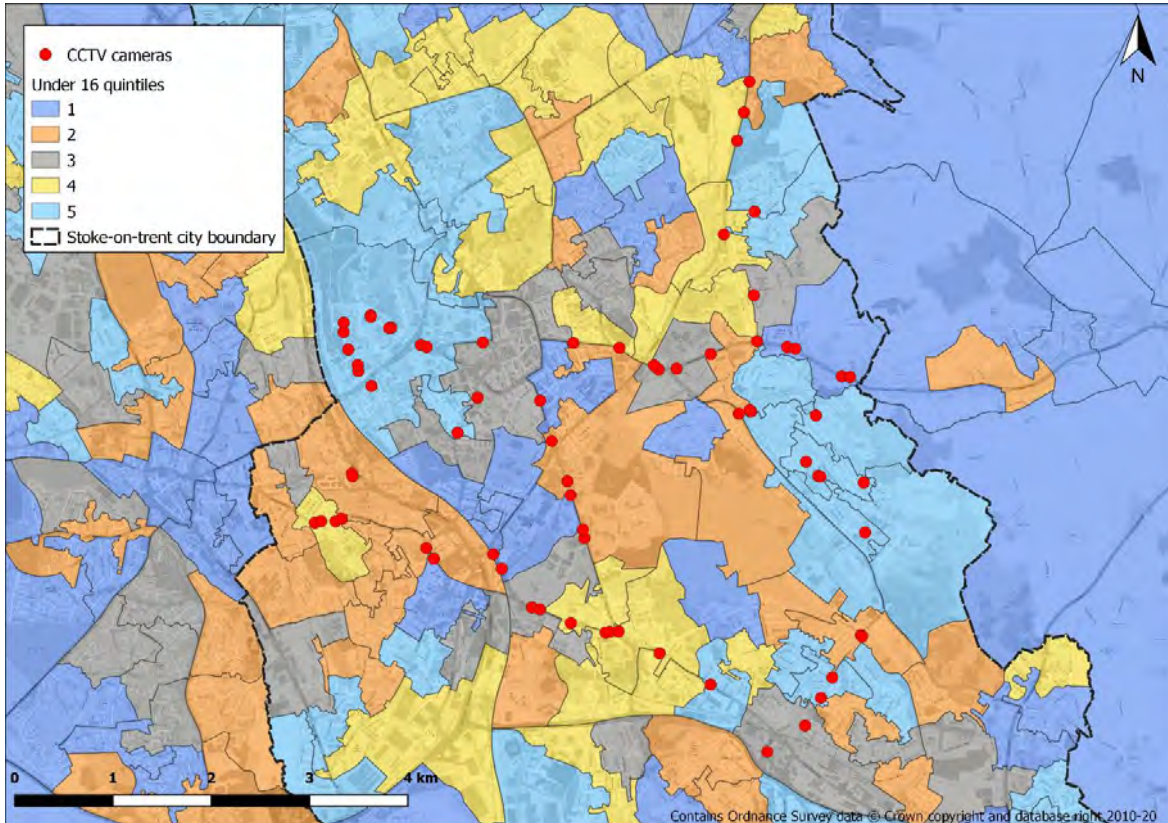 CCTV cameras
Under 16 quintiles
1
2
3
4
5
Stoke-on-trent city boundary
N
0 1 2 3 4 km
Contains Ordnance Survey data © Crown copyright and database right 2010-20